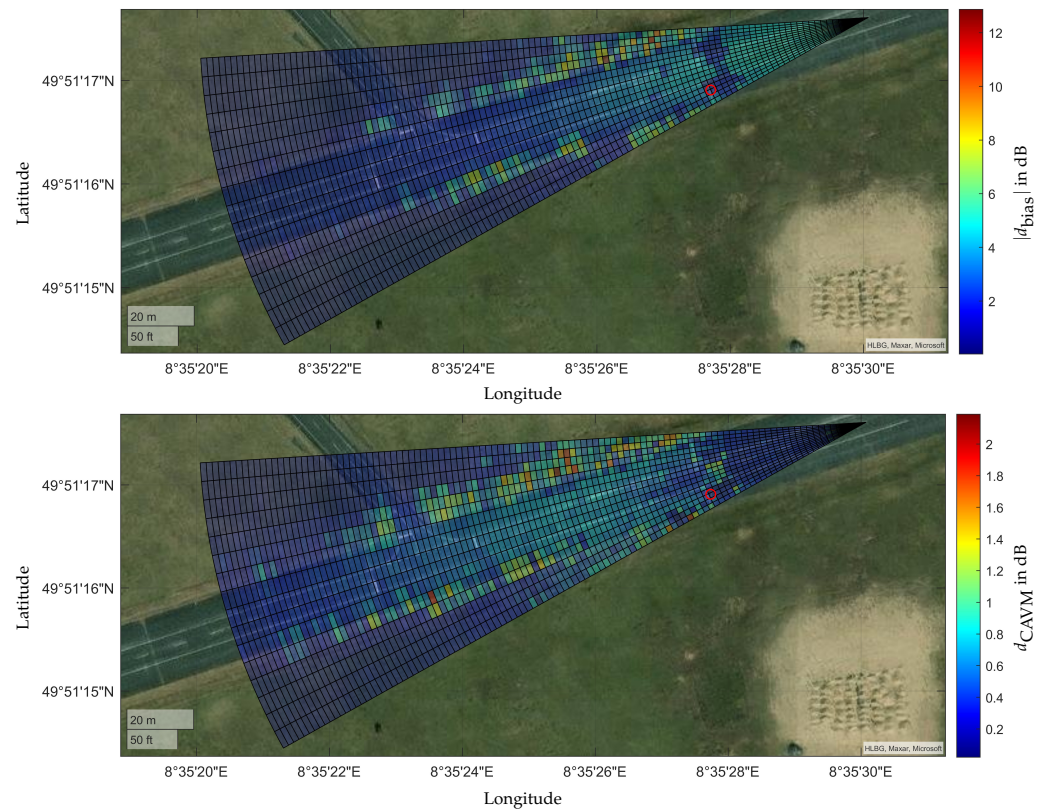 12
10
8
6
4
2
|d_bias| in dB
Latitude
49°51'17"N
49°51'16"N
49°51'15"N
20 m
50 ft
HLBG, Maxar, Microsoft
8°35'20"E 8°35'22"E 8°35'24"E 8°35'26"E 8°35'28"E 8°35'30"E
Longitude
2
1.8
1.6
1.4
1.2
1
0.8
0.6
0.4
0.2
d_CAVM in dB
Latitude
49°51'17"N
49°51'16"N
49°51'15"N
20 m
50 ft
HLBG, Maxar, Microsoft
8°35'20"E 8°35'22"E 8°35'24"E 8°35'26"E 8°35'28"E 8°35'30"E
Longitude